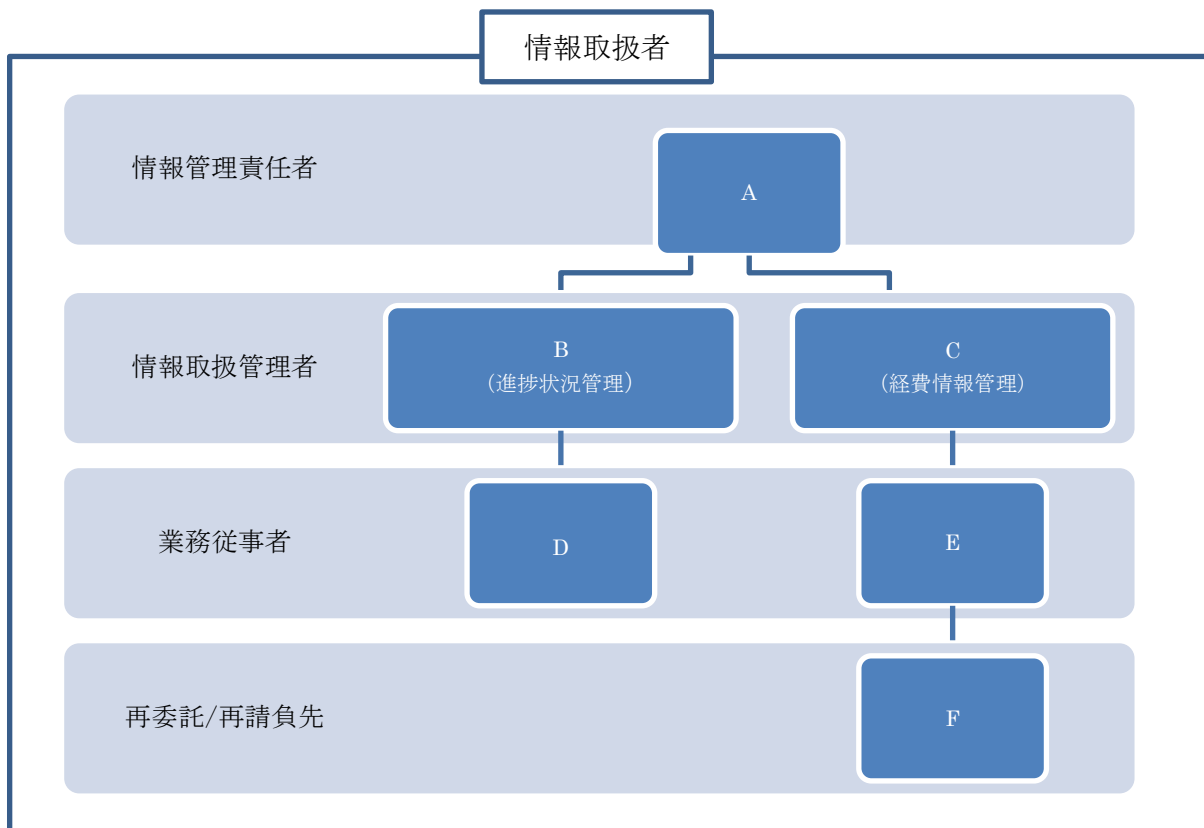 情報取扱者
情報管理責任者
A
情報取扱管理者
B
（進捗状況管理）
C
（経費情報管理）
業務従事者
D
E
再委託/再請負先
F